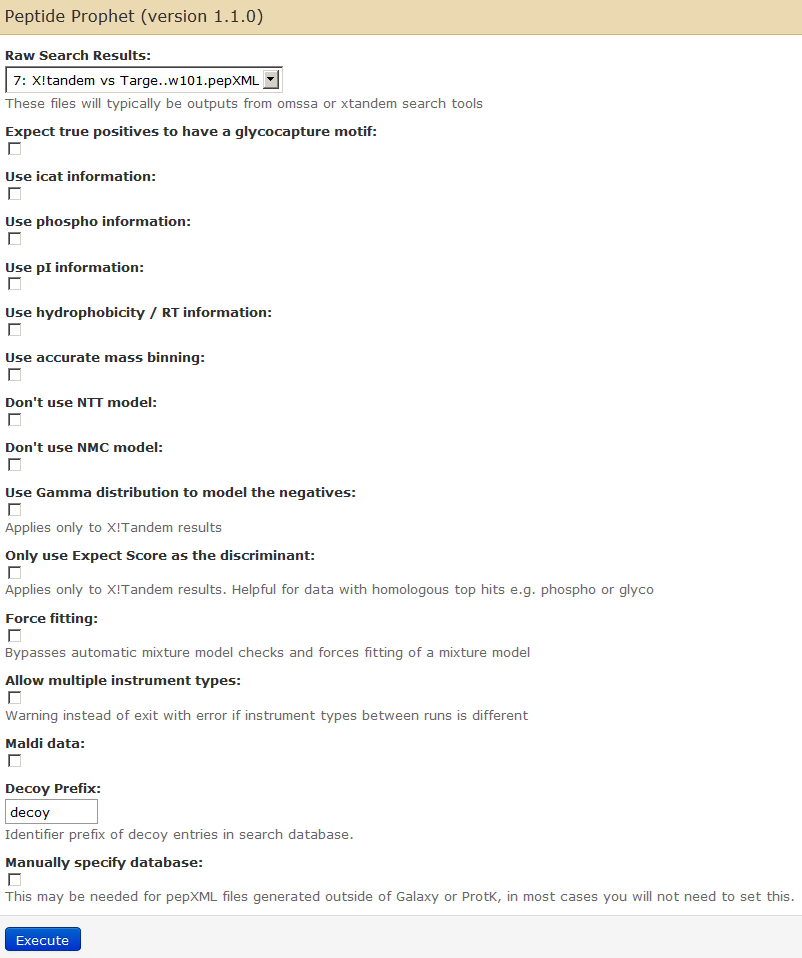 Peptide Prophet (version 1.1.0)
Raw Search Results:
7: X!tandem vs Targe..w101.pepXML
These files will typically be outputs from omssa or xtandem search tools
Expect true positives to have a glycocapture motif:
Use icat information:
Use phospho information:
Use pI information:
Use hydrophobicity / RT information:
Use accurate mass binning:
Don't use NTT model:
Don't use NMC model:
Use Gamma distribution to model the negatives:
Applies only to X!Tandem results
Only use Expect Score as the discriminant:
Applies only to X!Tandem results. Helpful for data with homologous top hits e.g. phospho or glyco
Force fitting:
Bypasses automatic mixture model checks and forces fitting of a mixture model
Allow multiple instrument types:
Warning instead of exit with error if instrument types between runs is different
Maldi data:
Decoy Prefix:
decoy
Identifier prefix of decoy entries in search database.
Manually specify database:
This may be needed for pepXML files generated outside of Galaxy or ProtK, in most cases you will not need to set this.
Execute